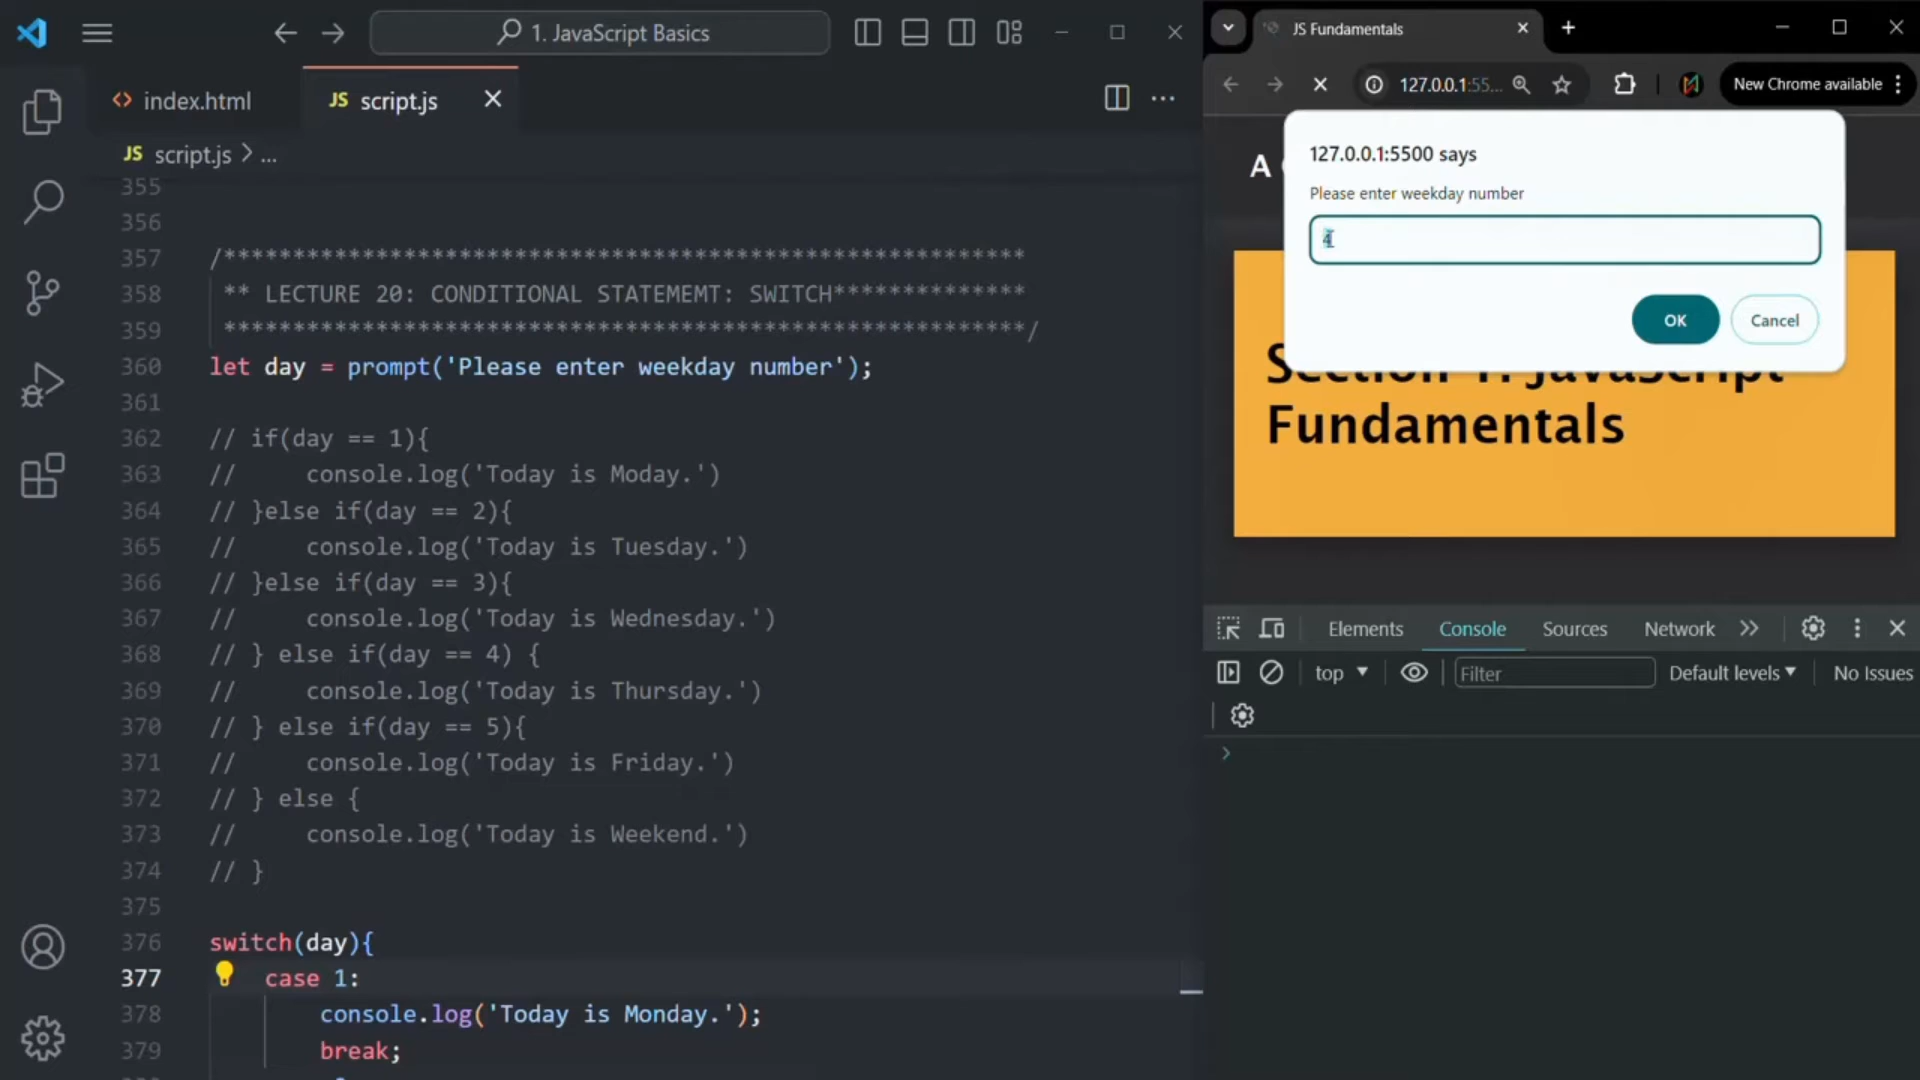 1. JavaScript Basics
index.html
JS script.js
JS script.js > ...
355
356
357 /**********************************************************
358 ** LECTURE 20: CONDITIONAL STATEMEMT: SWITCH**************
359 **********************************************************/
360 let day = prompt('Please enter weekday number');
361
362 // if(day == 1){
363 //     console.log('Today is Moday.')
364 // }else if(day == 2){
365 //     console.log('Today is Tuesday.')
366 // }else if(day == 3){
367 //     console.log('Today is Wednesday.')
368 // } else if(day == 4) {
369 //     console.log('Today is Thursday.')
370 // } else if(day == 5){
371 //     console.log('Today is Friday.')
372 // } else {
373 //     console.log('Today is Weekend.')
374 // }
375
376 switch(day){
377     case 1:
378         console.log('Today is Monday.');
379         break;
JS Fundamentals
127.0.0.1:55...
New Chrome available
A
127.0.0.1:5500 says
Please enter weekday number
4
OK
Cancel
Section 1: JavaScript
Fundamentals
Elements Console Sources Network
top Filter Default levels No Issues